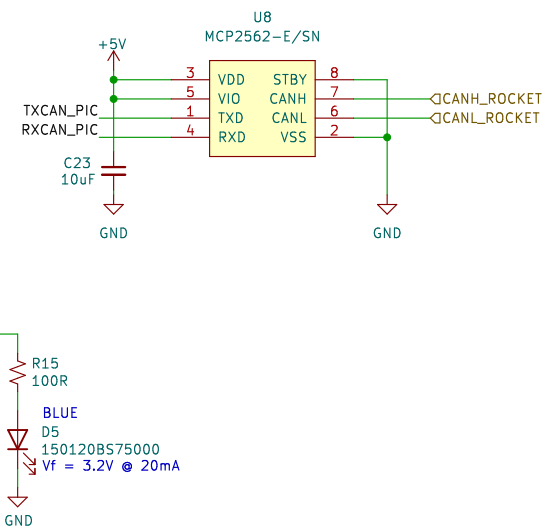 U8
MCP2562-E/SN
+5V
3 VDD STBY 8
5 VIO CANH 7 CANH_ROCKET
TXCAN_PIC 1 TXD CANL 6 CANL_ROCKET
RXCAN_PIC 4 RXD VSS 2
C23
10uF
GND
GND
R15
100R
BLUE
D5
150120BS75000
Vf = 3.2V @ 20mA
GND